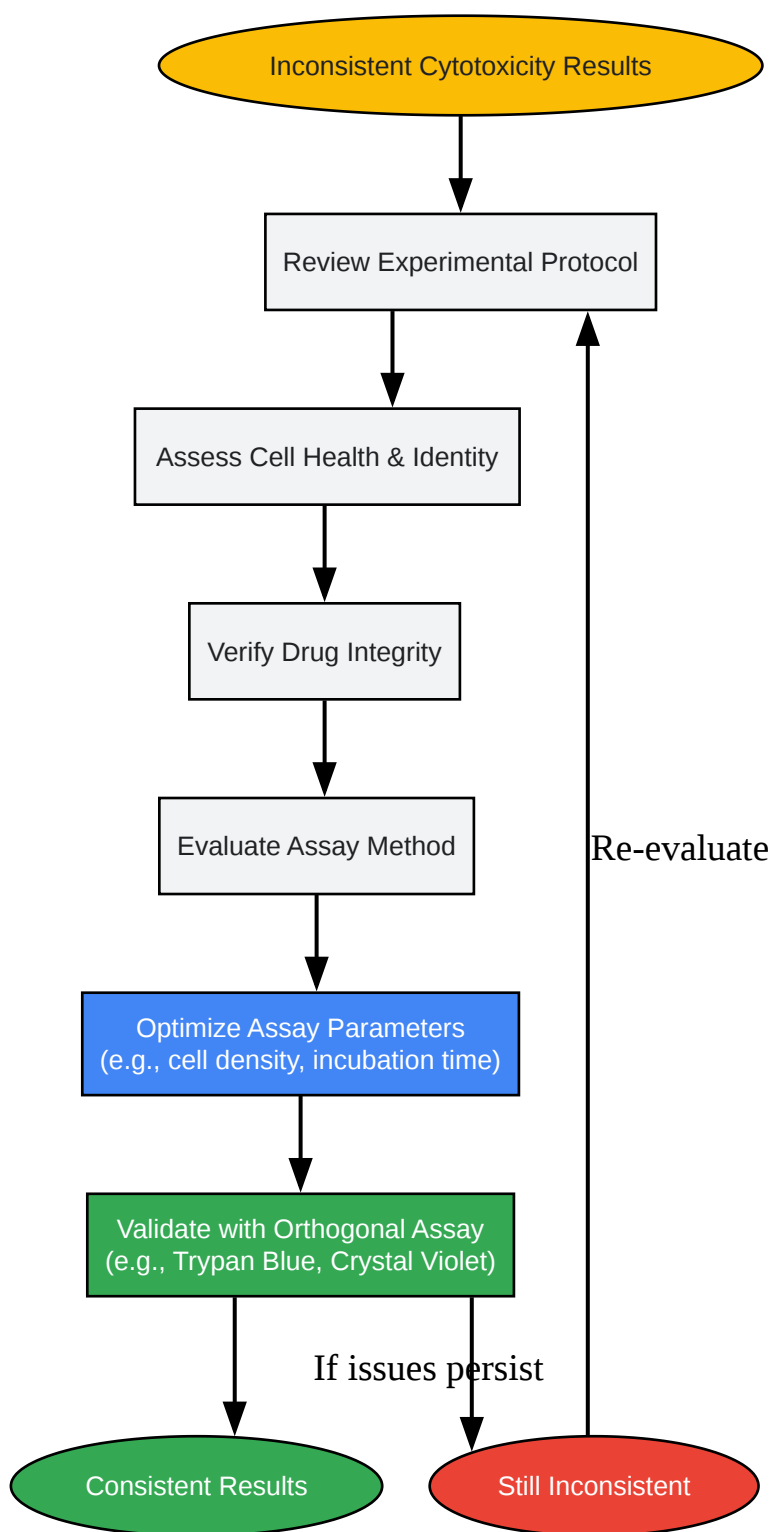 Inconsistent Cytotoxicity Results
Review Experimental Protocol
Assess Cell Health & Identity
Verify Drug Integrity
Evaluate Assay Method
Re-evaluate
Optimize Assay Parameters
(e.g., cell density, incubation time)
Validate with Orthogonal Assay
(e.g., Trypan Blue, Crystal Violet)
If issues persist
Consistent Results
Still Inconsistent